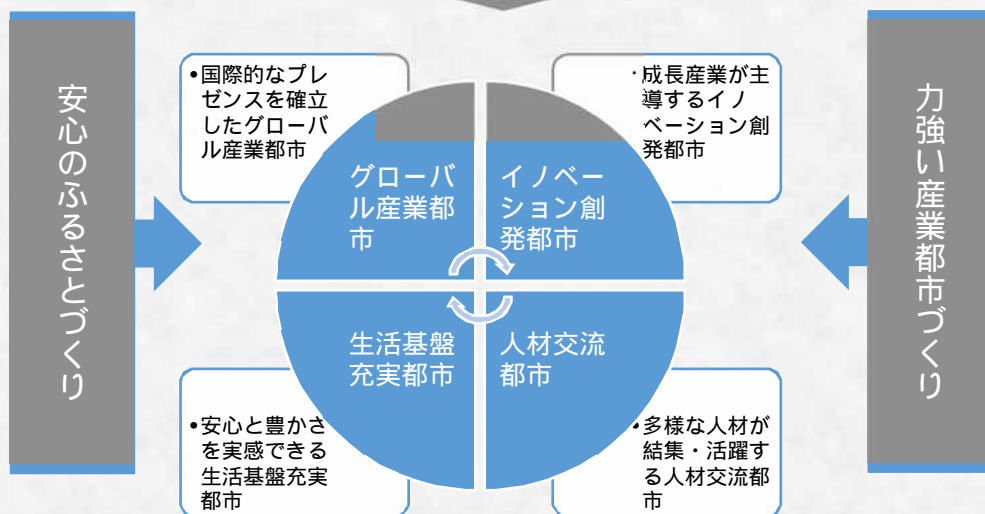 安心のふるさとづくり
•国際的なプレ
ゼンスを確立
したグローバ
ル産業都市
・成長産業が主
導するイノ
ベーション創
発都市
グローバ
ル産業都
市
イノベー
ション創
発都市
生活基盤
充実都市
人材交流
都市
•安心と豊かさ
を実感できる
生活基盤充実
都市
•多様な人材が
結集・活躍す
る人材交流都
市
力強い産業都市づくり